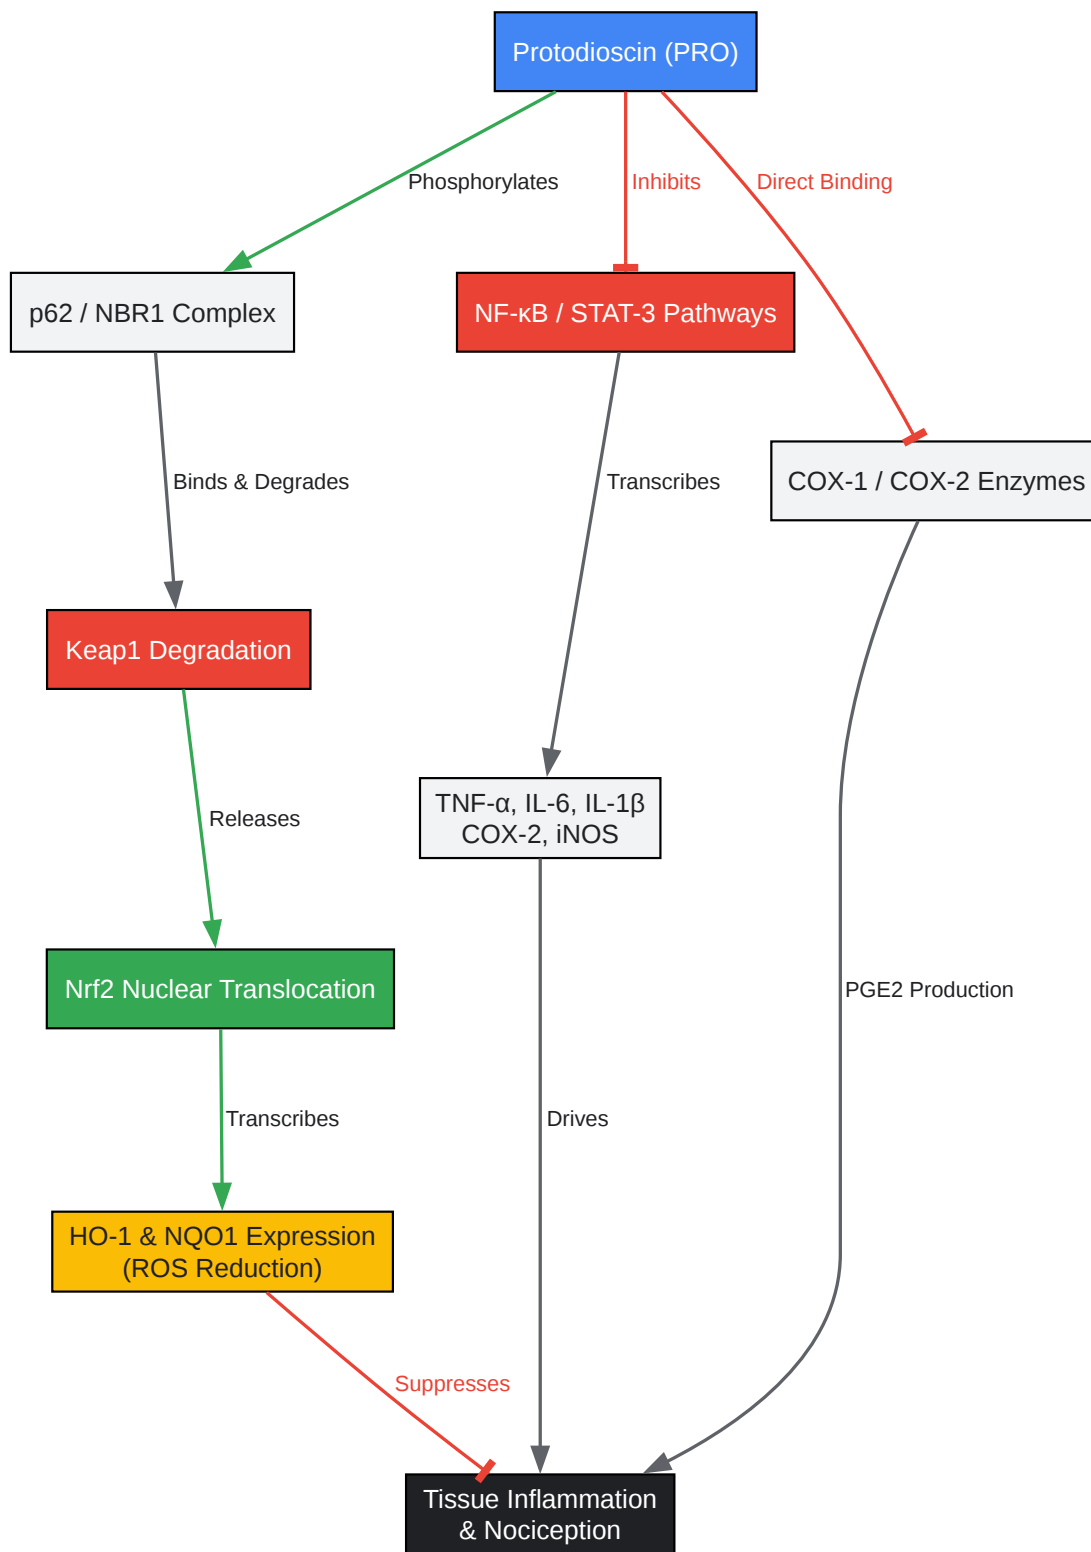 Protodioscin (PRO)
Phosphorylates
Inhibits
Direct Binding
p62 / NBR1 Complex
NF-κB / STAT-3 Pathways
COX-1 / COX-2 Enzymes
Binds & Degrades
Transcribes
Keap1 Degradation
Releases
TNF-α, IL-6, IL-1β
COX-2, iNOS
Nrf2 Nuclear Translocation
PGE2 Production
Transcribes
Drives
HO-1 & NQO1 Expression
(ROS Reduction)
Suppresses
Tissue Inflammation
& Nociception